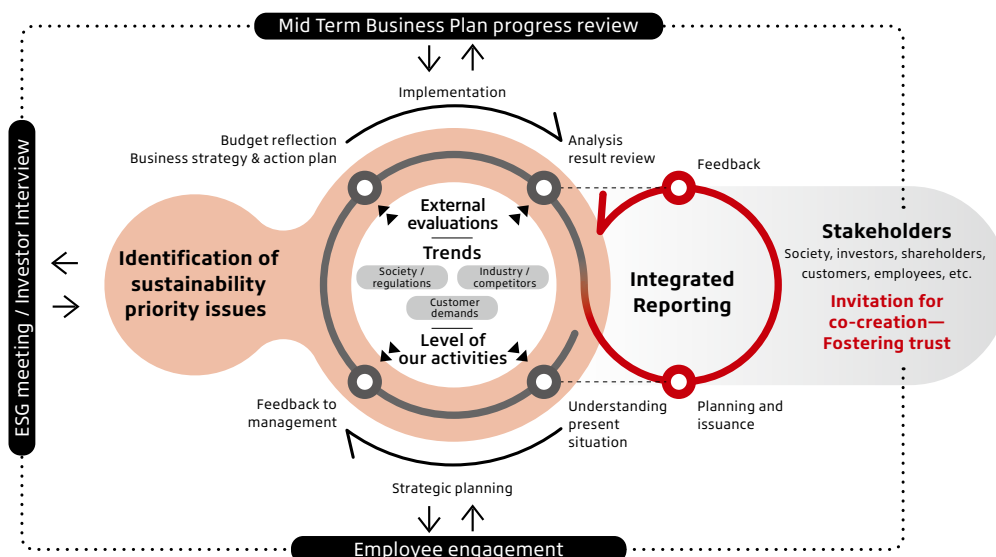 Mid Term Business Plan progress review
Implementation
Budget reflection
Business strategy & action plan
Analysis
result review
Feedback
ESG meeting / Investor Interview
Identification of
sustainability
priority issues
External
evaluations
Trends
Society /
regulations
Industry /
competitors
Customer
demands
Level of
our activities
Integrated
Reporting
Stakeholders
Society, investors, shareholders,
customers, employees, etc.
Invitation for
co-creation—
Fostering trust
Feedback to
management
Understanding
present
situation
Planning and
issuance
Strategic planning
Employee engagement